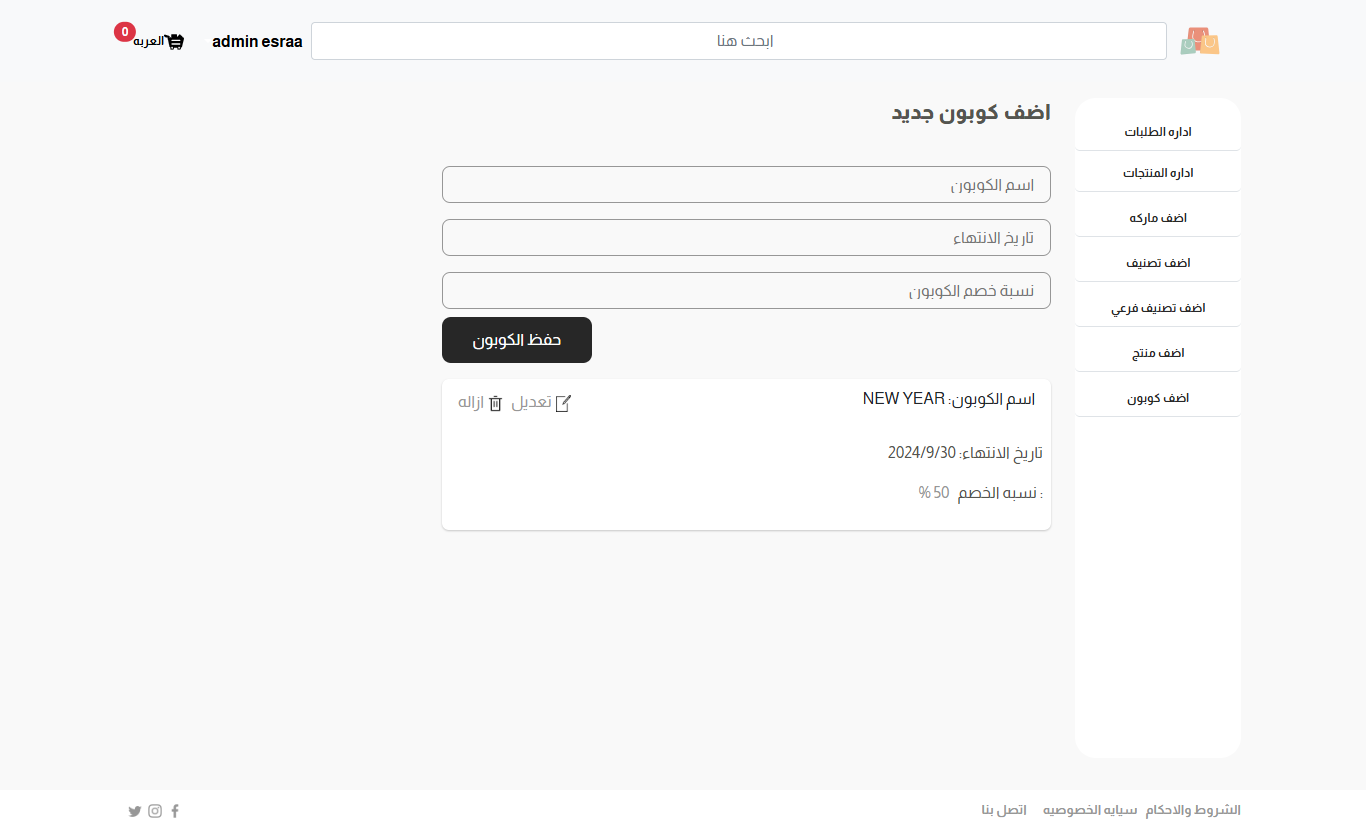 ابحث هنا
admin esraa
العربه
0
اداره الطلبات
اداره المنتجات
اضف ماركه
اضف تصنيف
اضف تصنيف فرعي
اضف منتج
اضف كوبون
اضف كوبون جديد
اسم الكوبون
تاريخ الانتهاء
نسبة خصم الكوبون
حفظ الكوبون
اسم الكوبون: NEW YEAR
تعديل ازاله
تاريخ الانتهاء: 2024/9/30
: نسبه الخصم 50 %
الشروط والاحكام سيايه الخصوصيه اتصل بنا